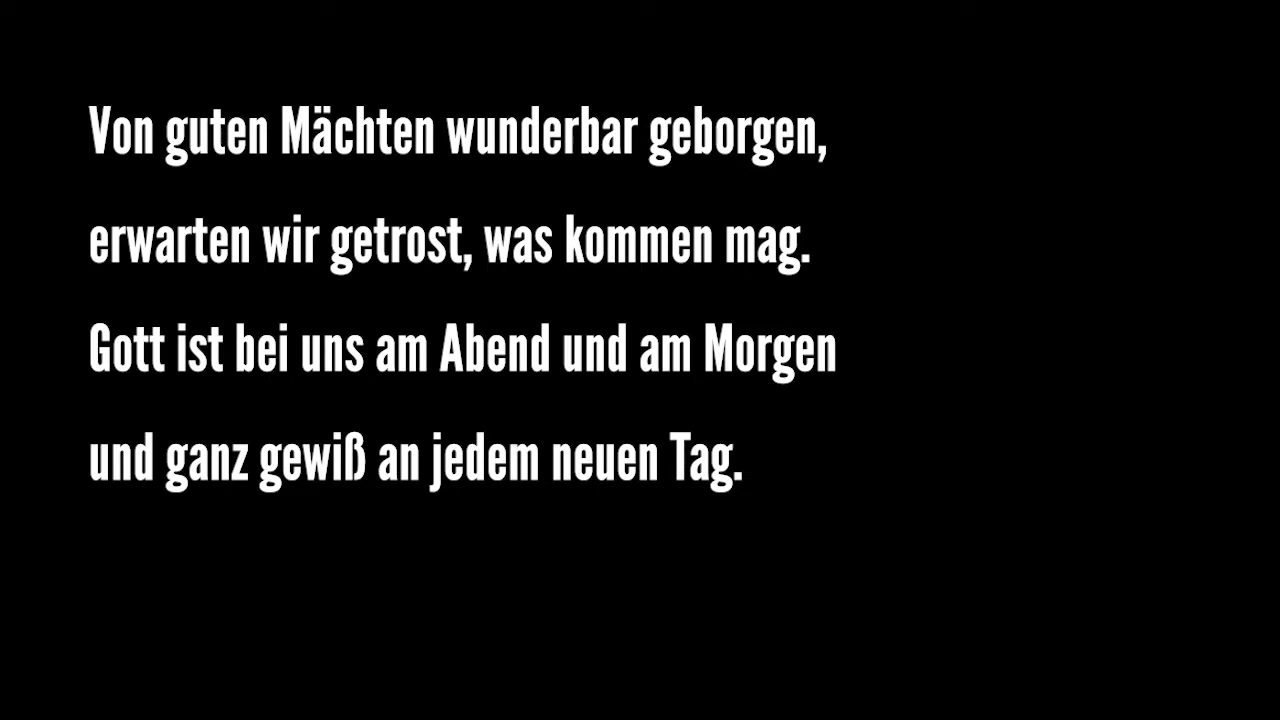 Von guten Mächten wunderbar geborgen,
erwarten wir getrost, was kommen mag.
Gott ist bei uns am Abend und am Morgen
und ganz gewiß an jedem neuen Tag.